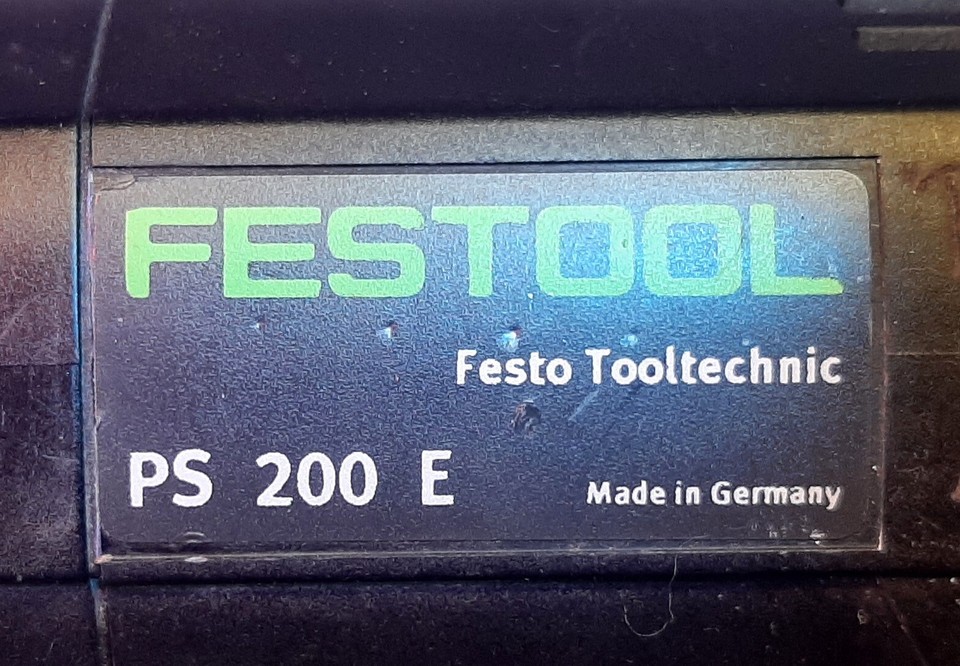 FESTOOL
Festo Tooltechnic
PS 200 E
Made in Germany